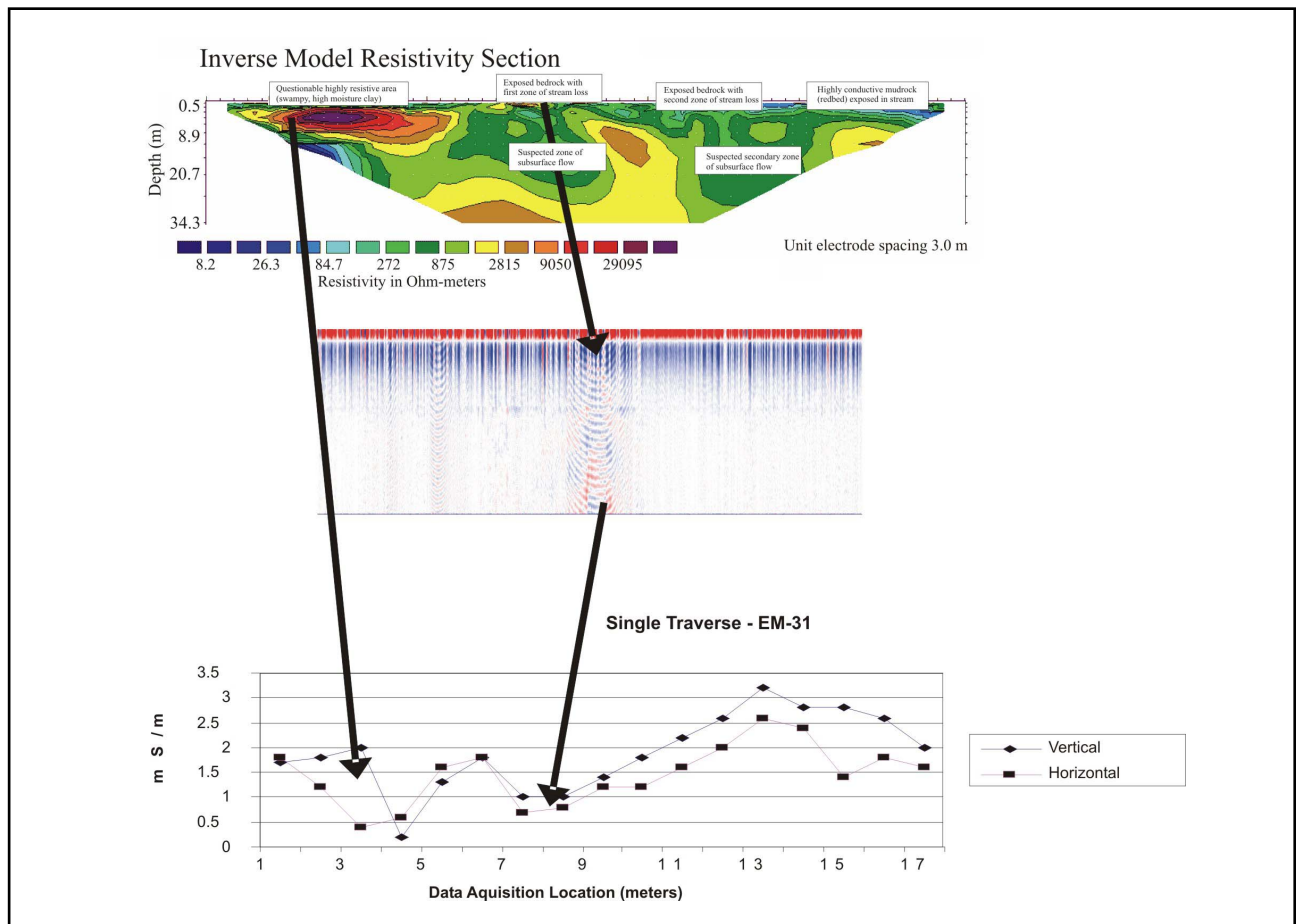 Inverse Model Resistivity Section
Questionable highly resistive area
(swampy, high moisture clay)
Exposed bedrock with
first zone of stream loss
Exposed bedrock with
second zone of stream loss
Highly conductive mudrock
(redbed) exposed in stream
Depth (m)
0.5
8.9
20.7
34.3
Suspected zone of
subsurface flow
Suspected secondary zone
of subsurface flow
8.2 26.3 84.7 272 875 2815 9050 29095
Resistivity in Ohm-meters
Unit electrode spacing 3.0 m
Single Traverse - EM-31
m S / m
3.5
3
2.5
2
1.5
1
0.5
0
1 3 5 7 9 1 1 1 3 1 5 1 7
Data Aquisition Location (meters)
Vertical
Horizontal